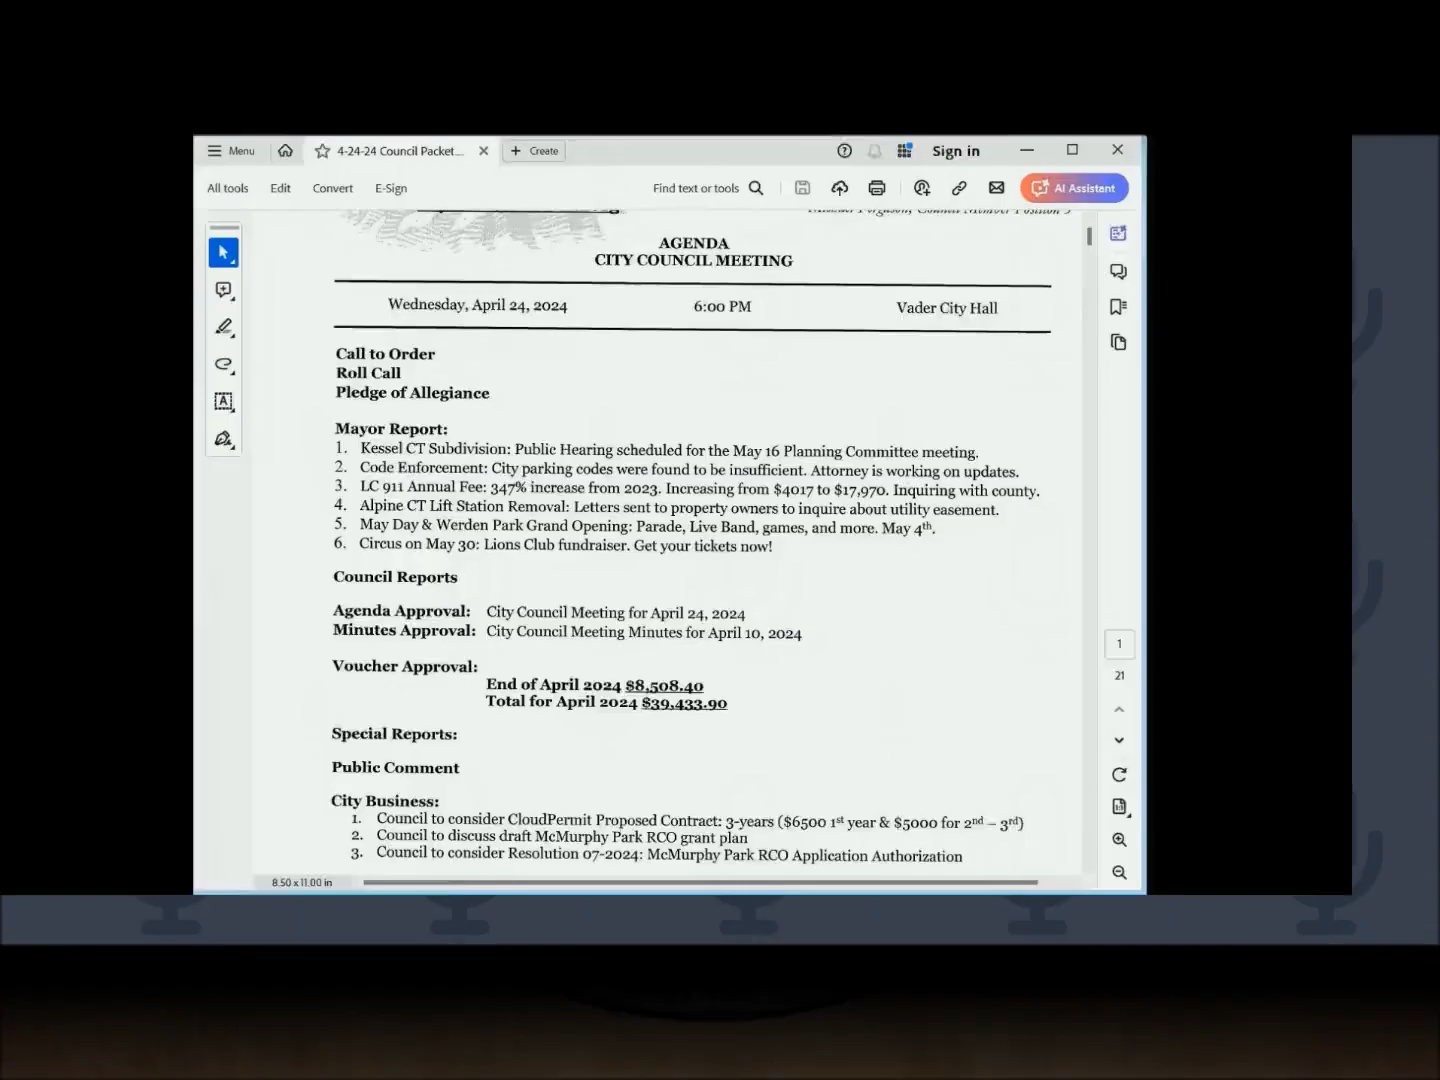 Menu
4-24-24 Council Packet...
Create
Sign in
All tools
Edit
Convert
E-Sign
Find text or tools
AI Assistant
AGENDA
CITY COUNCIL MEETING
Wednesday, April 24, 2024 6:00 PM Vader City Hall
Call to Order
Roll Call
Pledge of Allegiance
Mayor Report:
1. Kessel CT Subdivision: Public Hearing scheduled for the May 16 Planning Committee meeting.
2. Code Enforcement: City parking codes were found to be insufficient. Attorney is working on updates.
3. LC 911 Annual Fee: 347% increase from 2023. Increasing from $4017 to $17,970. Inquiring with county.
4. Alpine CT Lift Station Removal: Letters sent to property owners to inquire about utility easement.
5. May Day & Werden Park Grand Opening: Parade, Live Band, games, and more. May 4th.
6. Circus on May 30: Lions Club fundraiser. Get your tickets now!
Council Reports
Agenda Approval: City Council Meeting for April 24, 2024
Minutes Approval: City Council Meeting Minutes for April 10, 2024
Voucher Approval:
End of April 2024 $8,508.40
Total for April 2024 $39,433.90
Special Reports:
Public Comment
City Business:
1. Council to consider CloudPermit Proposed Contract: 3-years ($6500 1st year & $5000 for 2nd – 3rd)
2. Council to discuss draft McMurphy Park RCO grant plan
3. Council to consider Resolution 07-2024: McMurphy Park RCO Application Authorization
1
21
8.50 x 11.00 in